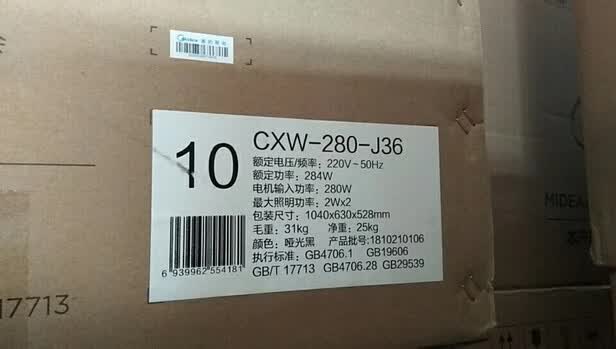 Midea
10
CXW-280-J36
额定电压/频率：220V~50Hz
额定功率：284W
电机输入功率：280W
最大照明功率：2Wx2
包装尺寸：1040x630x528mm
毛重：31kg 净重：25kg
颜色：哑光黑 产品批号：1810210106
执行标准：GB4706.1 GB19606
GB/T 17713 GB4706.28 GB29539
6 939962 554181
17713
MIDEA